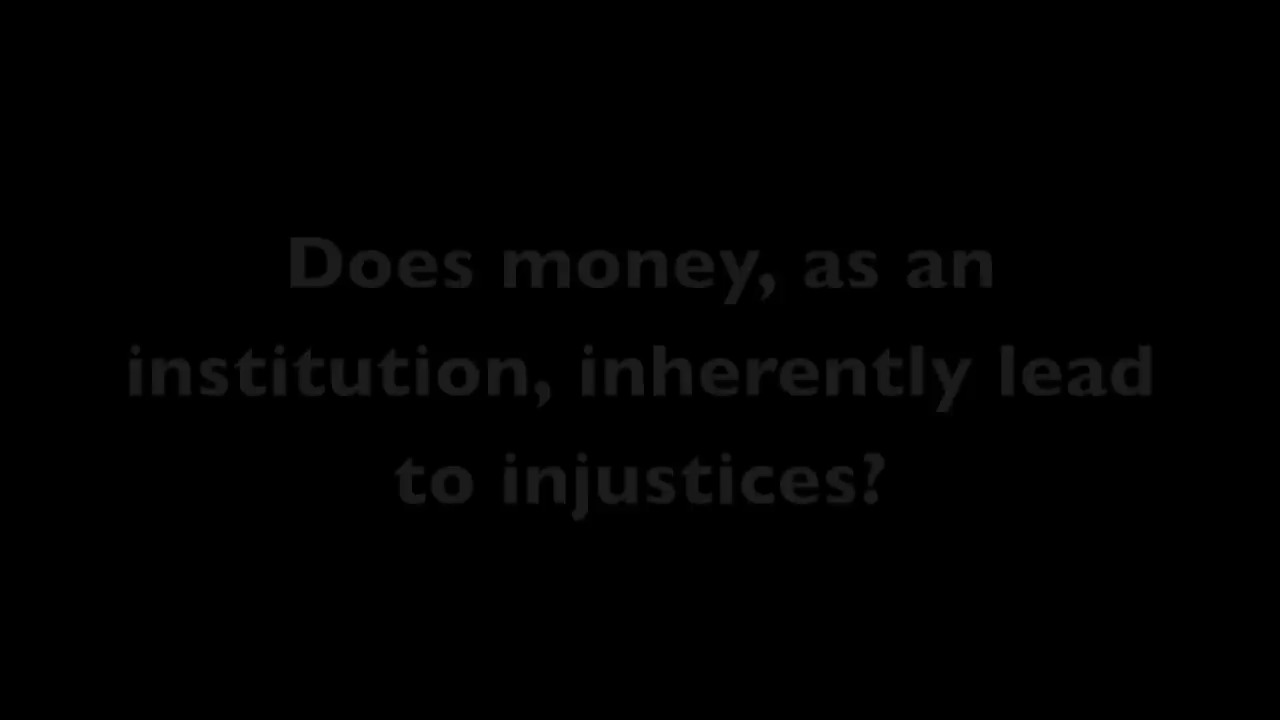 Does money, as an
institution, inherently lead
to injustices?